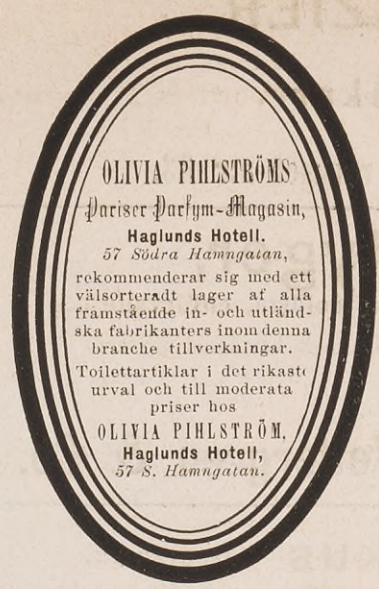 OLIVIA PIHLSTRÖMS
Pariser Parfym-Magasin,
Haglunds Hotell.
57 Södra Hamngatan,
rekommenderar sig med ett
välsorteradt lager af alla
framstående in- och utländ-
ska fabrikanters inom denna
branche tillverkningar.
Toilettartiklar i det rikaste
urval och till moderata
priser hos
OLIVIA PIHLSTRÖM,
Haglunds Hotell,
57 S. Hamngatan.